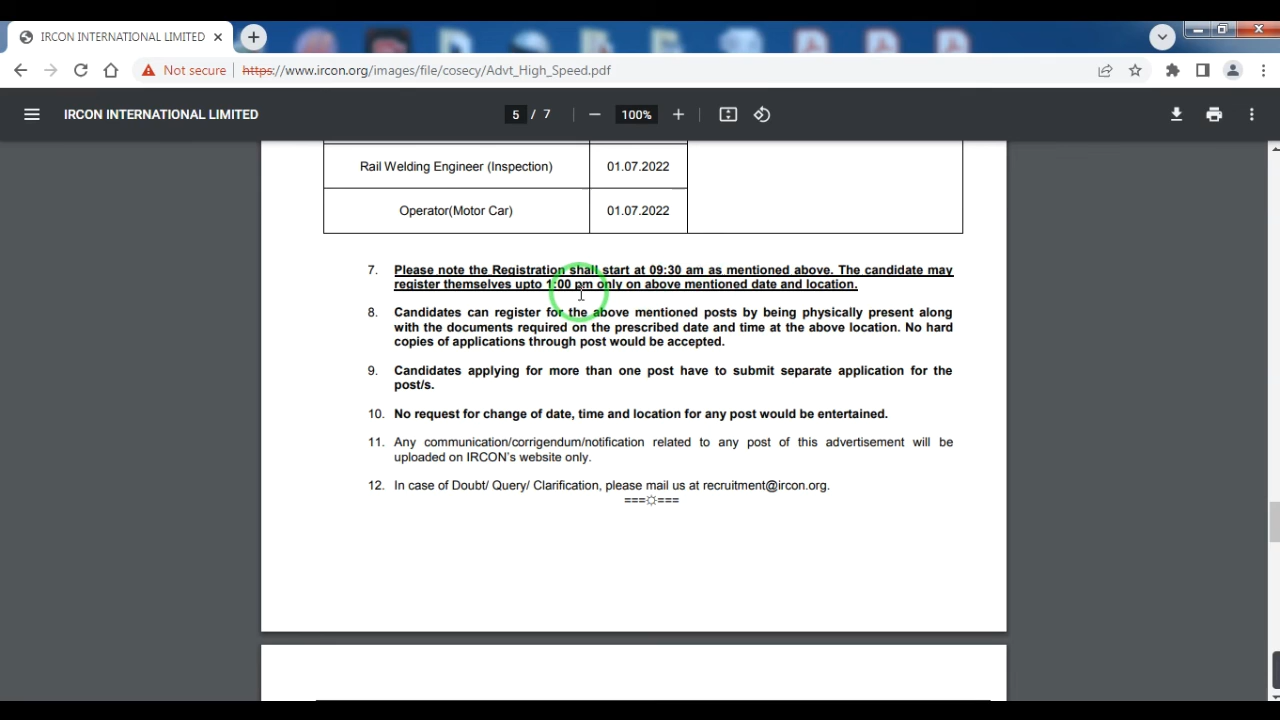 IRCON INTERNATIONAL LIMITED
Not secure https://www.ircon.org/images/file/cosecy/Advt_High_Speed.pdf
IRCON INTERNATIONAL LIMITED 5 / 7 100%
Rail Welding Engineer (Inspection) 01.07.2022
Operator(Motor Car) 01.07.2022
7. Please note the Registration shall start at 09:30 am as mentioned above. The candidate may
register themselves upto 1:00 pm only on above mentioned date and location.
8. Candidates can register for the above mentioned posts by being physically present along
with the documents required on the prescribed date and time at the above location. No hard
copies of applications through post would be accepted.
9. Candidates applying for more than one post have to submit separate application for the
post/s.
10. No request for change of date, time and location for any post would be entertained.
11. Any communication/corrigendum/notification related to any post of this advertisement will be
uploaded on IRCON's website only.
12. In case of Doubt/ Query/ Clarification, please mail us at recruitment@ircon.org.
===☼===